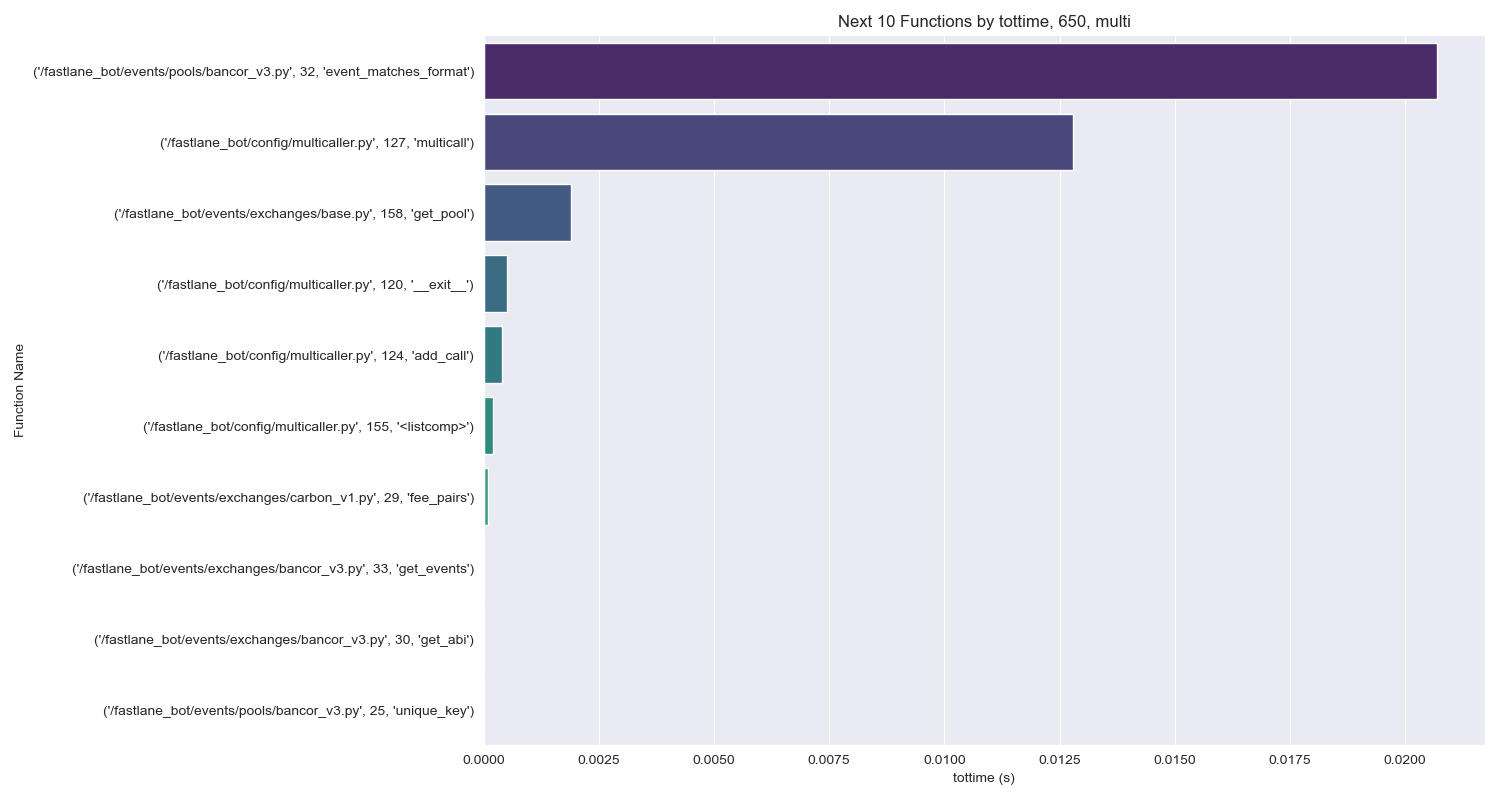 Next 10 Functions by tottime, 650, multi
('/fastlane_bot/events/pools/bancor_v3.py', 32, 'event_matches_format')
('/fastlane_bot/config/multicaller.py', 127, 'multicall')
('/fastlane_bot/events/exchanges/base.py', 158, 'get_pool')
('/fastlane_bot/config/multicaller.py', 120, '__exit__')
('/fastlane_bot/config/multicaller.py', 124, 'add_call')
('/fastlane_bot/config/multicaller.py', 155, '<listcomp>')
('/fastlane_bot/events/exchanges/carbon_v1.py', 29, 'fee_pairs')
('/fastlane_bot/events/exchanges/bancor_v3.py', 33, 'get_events')
('/fastlane_bot/events/exchanges/bancor_v3.py', 30, 'get_abi')
('/fastlane_bot/events/pools/bancor_v3.py', 25, 'unique_key')
Function Name
0.0000 0.0025 0.0050 0.0075 0.0100 0.0125 0.0150 0.0175 0.0200
tottime (s)